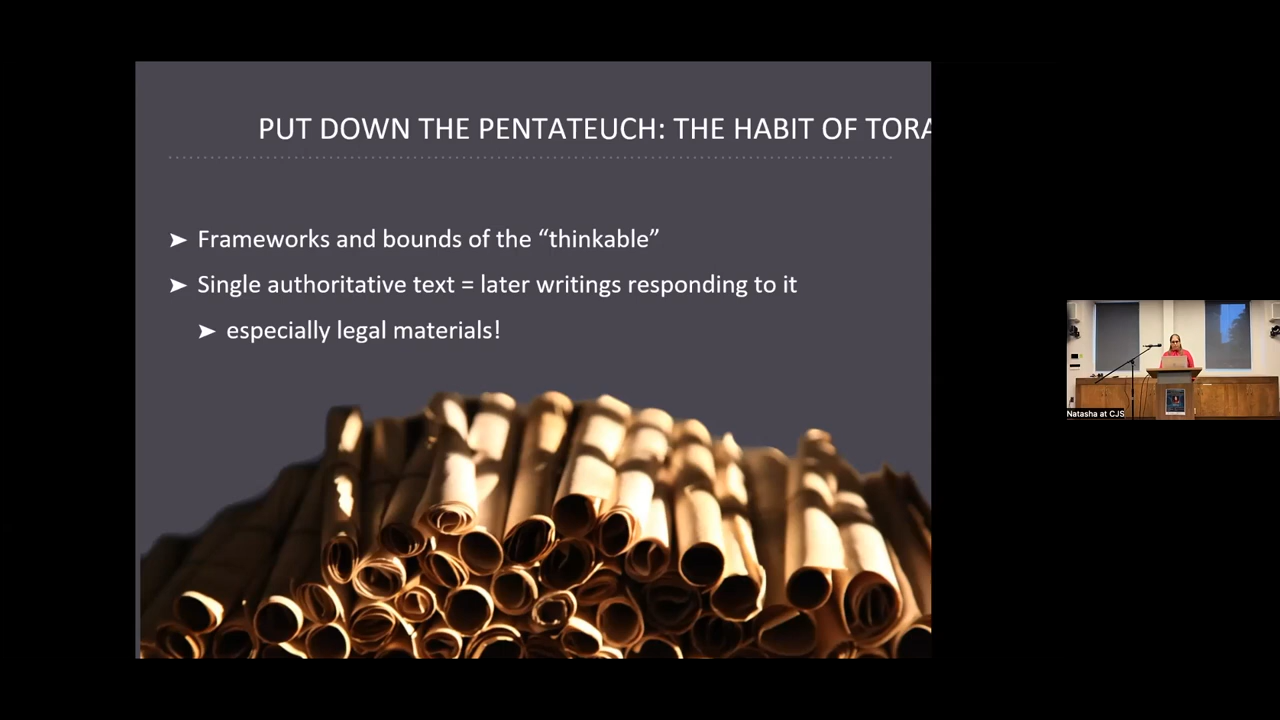 PUT DOWN THE PENTATEUCH: THE HABIT OF TORA
➤ Frameworks and bounds of the “thinkable”
➤ Single authoritative text = later writings responding to it
➤ especially legal materials!
Natasha at CJS